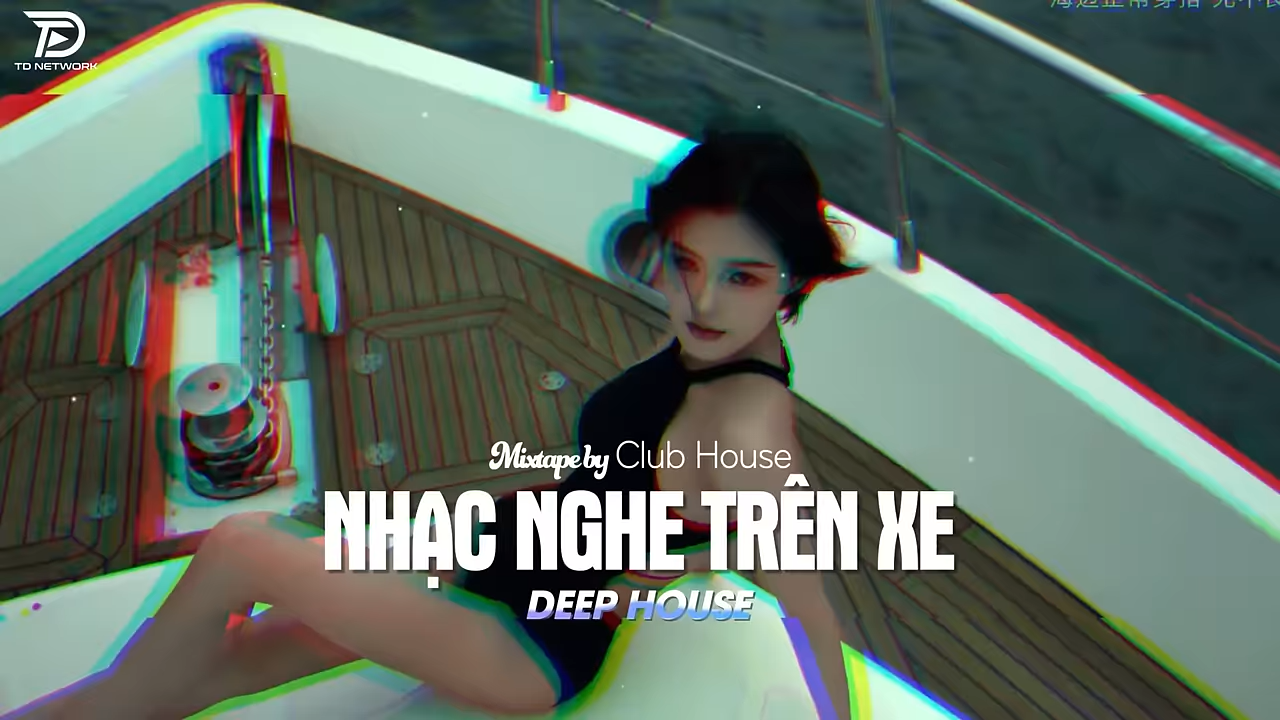 TD NETWORK
Mixtape by Club House
NHẠC NGHE TRÊN XE
DEEP HOUSE